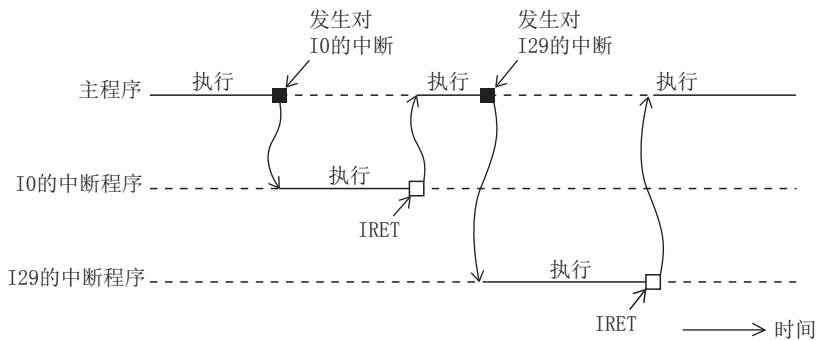 发生对
I0的中断
发生对
I29的中断
主程序
执行
执行
执行
I0的中断程序
执行
IRET
I29的中断程序
执行
IRET
时间